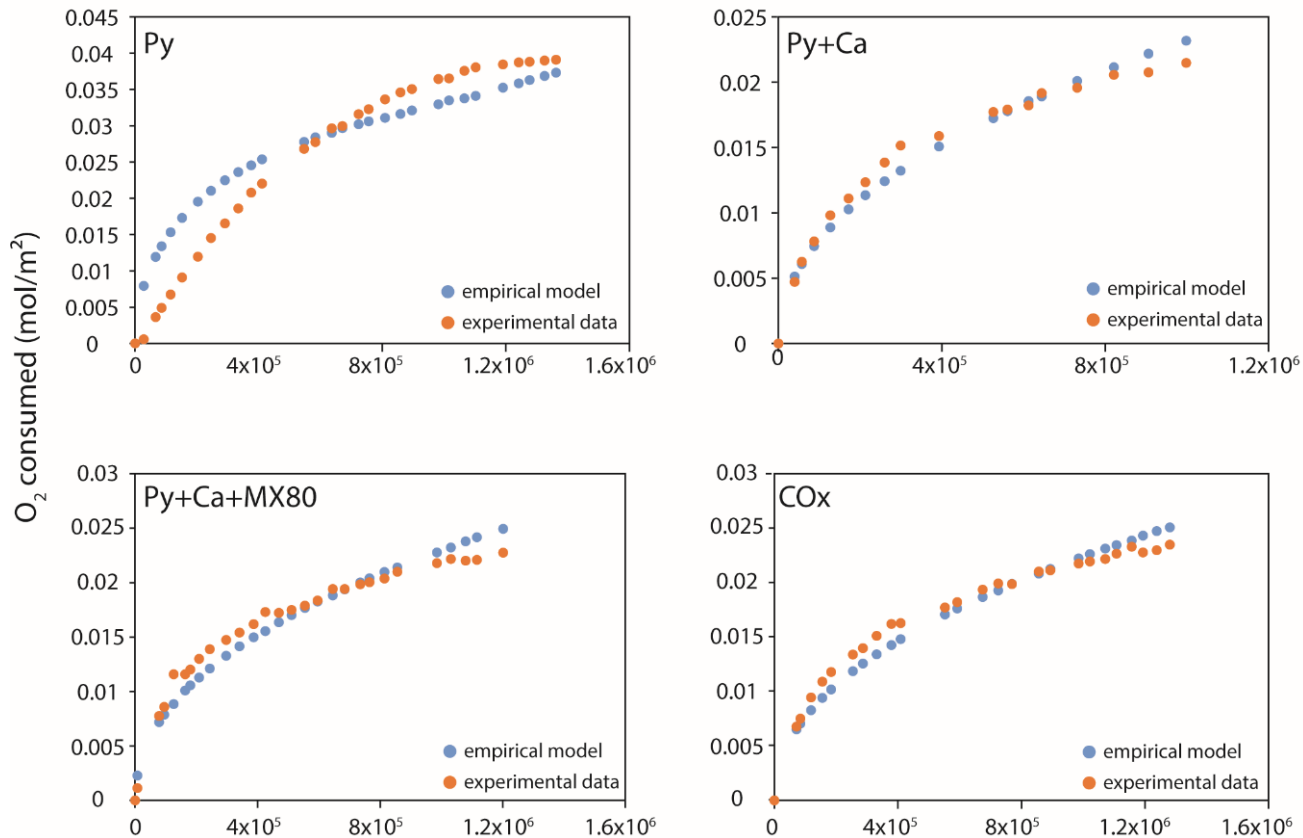 O₂ consumed (mol/m²)
Py
0.045
0.04
0.035
0.03
0.025
0.02
0.015
0.01
0.005
0
empirical model
experimental data
0
4x10⁵
8x10⁵
1.2x10⁶
1.6x10⁶
Py+Ca
0.025
0.02
0.015
0.01
0.005
0
empirical model
experimental data
0
4x10⁵
8x10⁵
1.2x10⁶
Py+Ca+MX80
0.03
0.025
0.02
0.015
0.01
0.005
0
empirical model
experimental data
0
4x10⁵
8x10⁵
1.2x10⁶
1.6x10⁶
COx
0.03
0.025
0.02
0.015
0.01
0.005
0
empirical model
experimental data
0
4x10⁵
8x10⁵
1.2x10⁶
1.6x10⁶